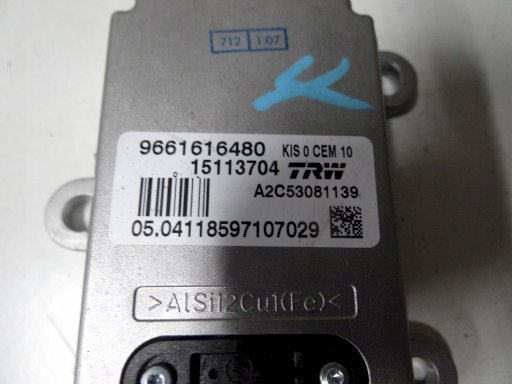 712 1.07
9661616480 KIS 0 CEM 10
15113704 TRW
A2C53081139
05.04118597107029
>AlSi12Cu1(Fe)<